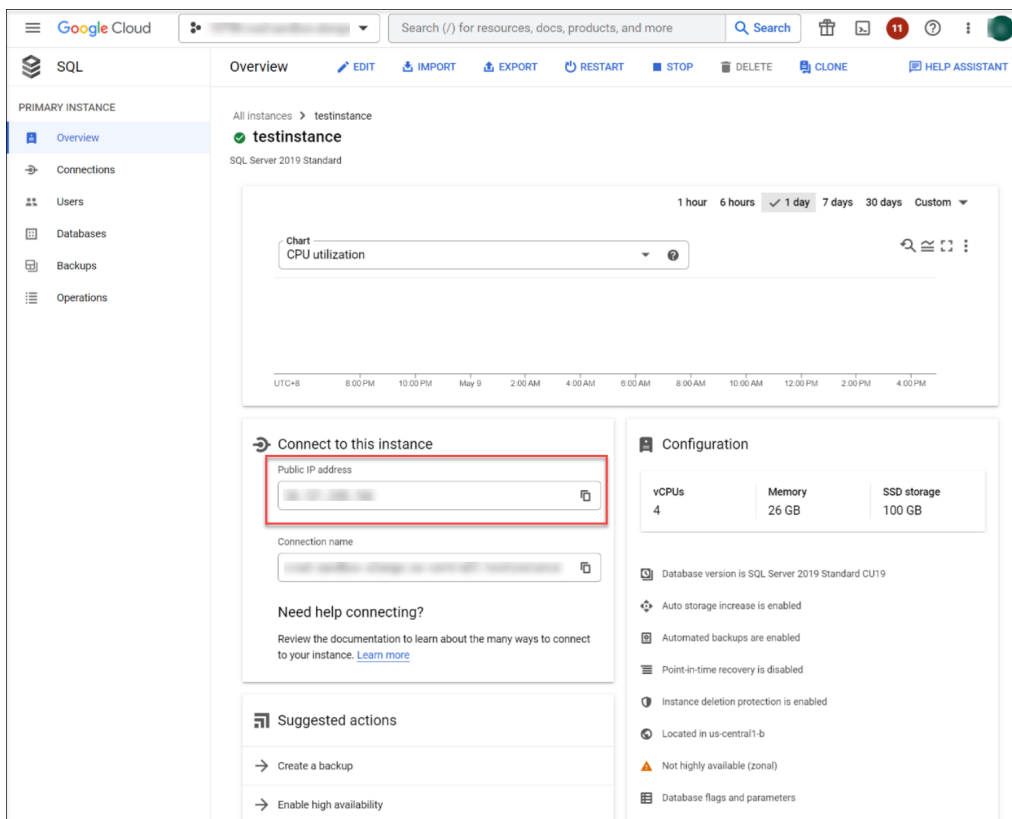 Google Cloud
Search (/) for resources, docs, products, and more
Search
11
SQL
Overview
EDIT
IMPORT
EXPORT
RESTART
STOP
DELETE
CLONE
HELP ASSISTANT
PRIMARY INSTANCE
Overview
Connections
Users
Databases
Backups
Operations
All instances > testinstance
testinstance
SQL Server 2019 Standard
1 hour 6 hours 1 day 7 days 30 days Custom
Chart
CPU utilization
UTC+8 8:00 PM 10:00 PM May 9 2:00 AM 4:00 AM 6:00 AM 8:00 AM 10:00 AM 12:00 PM 2:00 PM 4:00 PM
Connect to this instance
Public IP address
Connection name
Need help connecting?
Review the documentation to learn about the many ways to connect
to your instance. Learn more
Suggested actions
Create a backup
Enable high availability
Configuration
vCPUs Memory SSD storage
4 26 GB 100 GB
Database version is SQL Server 2019 Standard CU19
Auto storage increase is enabled
Automated backups are enabled
Point-in-time recovery is disabled
Instance deletion protection is enabled
Located in us-central1-b
Not highly available (zonal)
Database flags and parameters